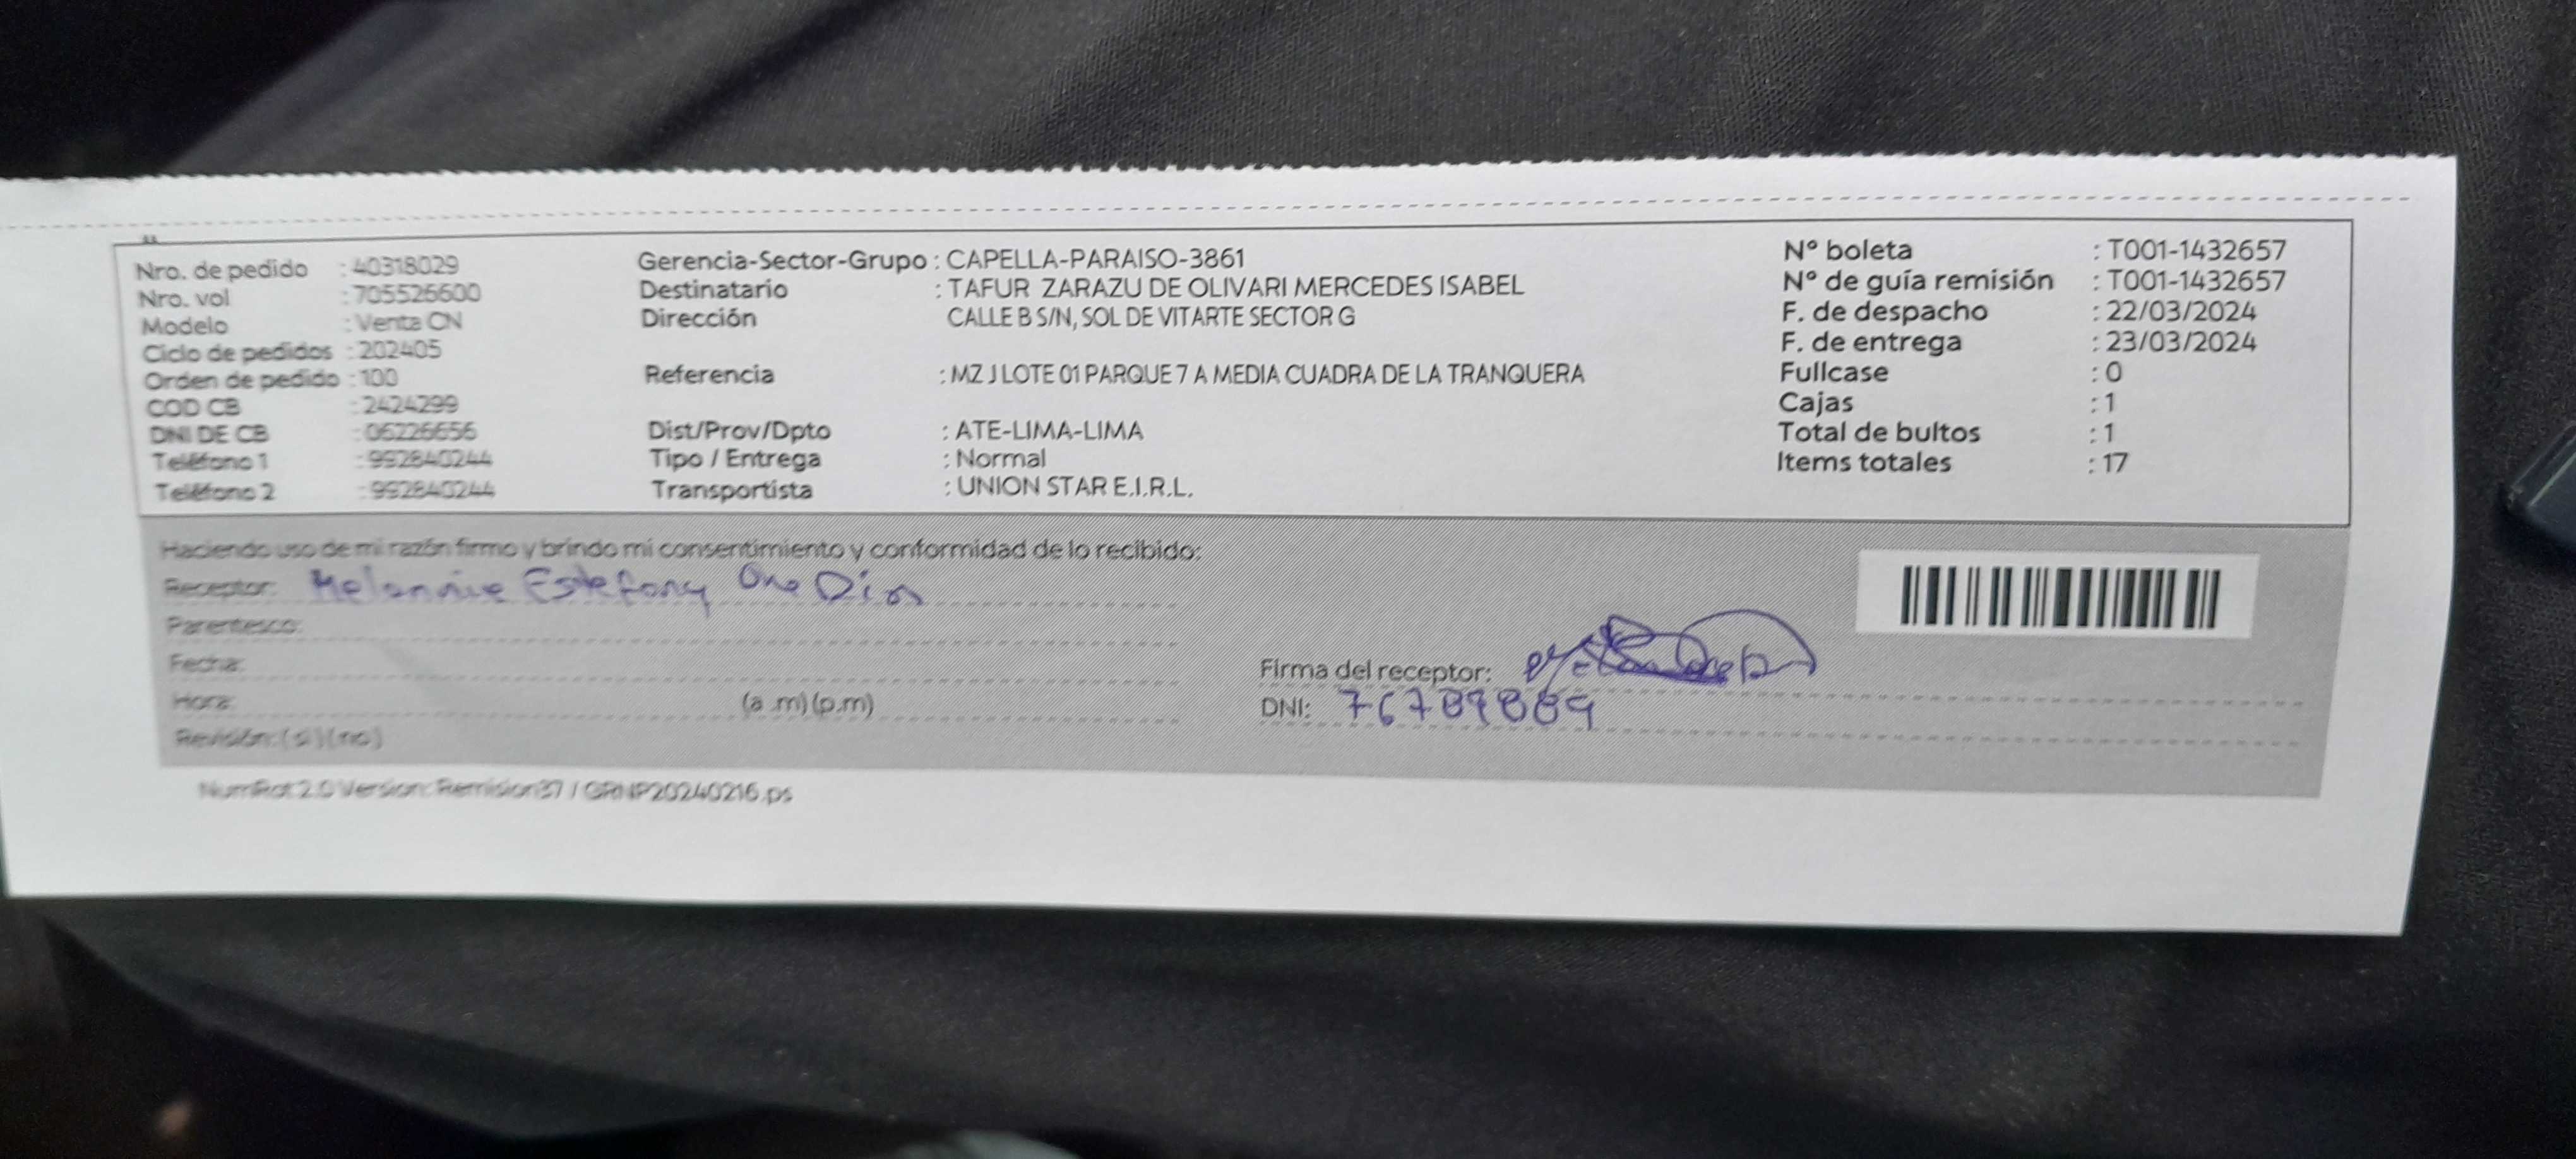 Nro. de pedido : 40318029
Nro. vol : 705526600
Modelo : Venta CN
Ciclo de pedidos : 202405
Orden de pedido : 100
COD CB : 2424299
DNI DE CB : 06226656
Teléfono 1 : 992840244
Teléfono 2 : 992840244
Gerencia-Sector-Grupo : CAPELLA-PARAISO-3861
Destinatario : TAFUR ZARAZU DE OLIVARI MERCEDES ISABEL
Dirección CALLE B S/N, SOL DE VITARTE SECTOR G
Referencia : MZ J LOTE 01 PARQUE 7 A MEDIA CUADRA DE LA TRANQUERA
Dist/Prov/Dpto : ATE-LIMA-LIMA
Tipo / Entrega : Normal
Transportista : UNION STAR E.I.R.L.
N° boleta : T001-1432657
N° de guía remisión : T001-1432657
F. de despacho : 22/03/2024
F. de entrega : 23/03/2024
Fullcase : 0
Cajas : 1
Total de bultos : 1
Items totales : 17
Haciendo uso de mi razón firmo y brindo mi consentimiento y conformidad de lo recibido:
Receptor: Melannie Estefany
Parentesco:
Fecha:
Hora: (a .m) (p.m)
Revisión: (si) (no)
Firma del receptor:
DNI: 76789889
NumRot 2.0 Version: Remision37 / GRNP20240216.ps